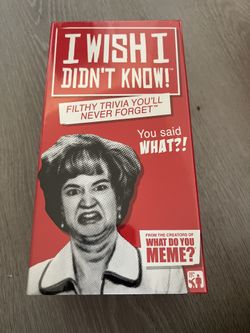 I WISH I
DIDN'T KNOW!™
FILTHY TRIVIA YOU'LL
NEVER FORGET™
You said
WHAT?!
FROM THE CREATORS OF
WHAT DO YOU
MEME?